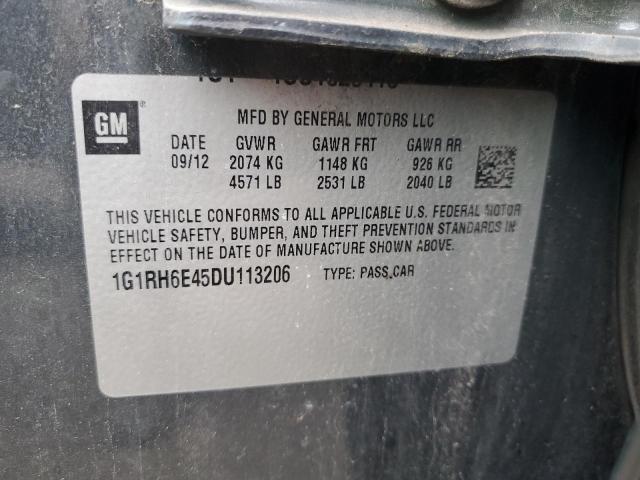 GM
MFD BY GENERAL MOTORS LLC
DATE GVWR GAWR FRT GAWR RR
09/12 2074 KG 1148 KG 926 KG
4571 LB 2531 LB 2040 LB
THIS VEHICLE CONFORMS TO ALL APPLICABLE U.S. FEDERAL MOTOR
VEHICLE SAFETY, BUMPER, AND THEFT PREVENTION STANDARDS IN
EFFECT ON THE DATE OF MANUFACTURE SHOWN ABOVE.
1G1RH6E45DU113206 TYPE: PASS.CAR